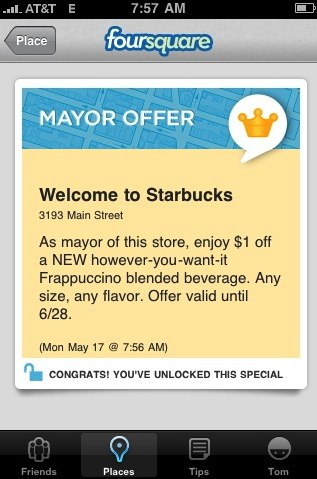 AT&T E 7:57 AM
Place
foursquare
MAYOR OFFER
Welcome to Starbucks
3193 Main Street
As mayor of this store, enjoy $1 off
a NEW however-you-want-it
Frappuccino blended beverage. Any
size, any flavor. Offer valid until
6/28.
(Mon May 17 @ 7:56 AM)
CONGRATS! YOU'VE UNLOCKED THIS SPECIAL
Friends Places Tips Tom